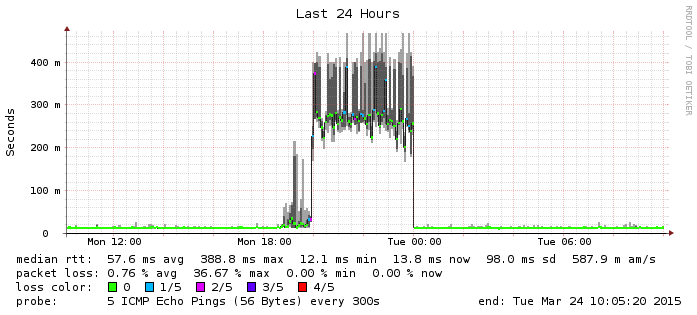 Last 24 Hours
RRDTOOL / TOBI OETIKER
Seconds
400 m
300 m
200 m
100 m
0
Mon 12:00 Mon 18:00 Tue 00:00 Tue 06:00
median rtt: 57.6 ms avg 388.8 ms max 12.1 ms min 13.8 ms now 98.0 ms sd 587.9 m am/s
packet loss: 0.76 % avg 36.67 % max 0.00 % min 0.00 % now
loss color: 0 1/5 2/5 3/5 4/5
probe: 5 ICMP Echo Pings (56 Bytes) every 300s end: Tue Mar 24 10:05:20 2015